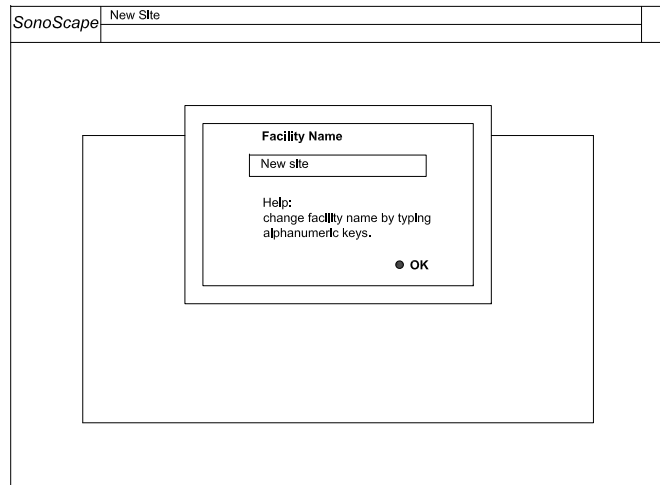 SonoScape
New Site
Facility Name
New site
Help:
change facility name by typing
alphanumeric keys.
OK